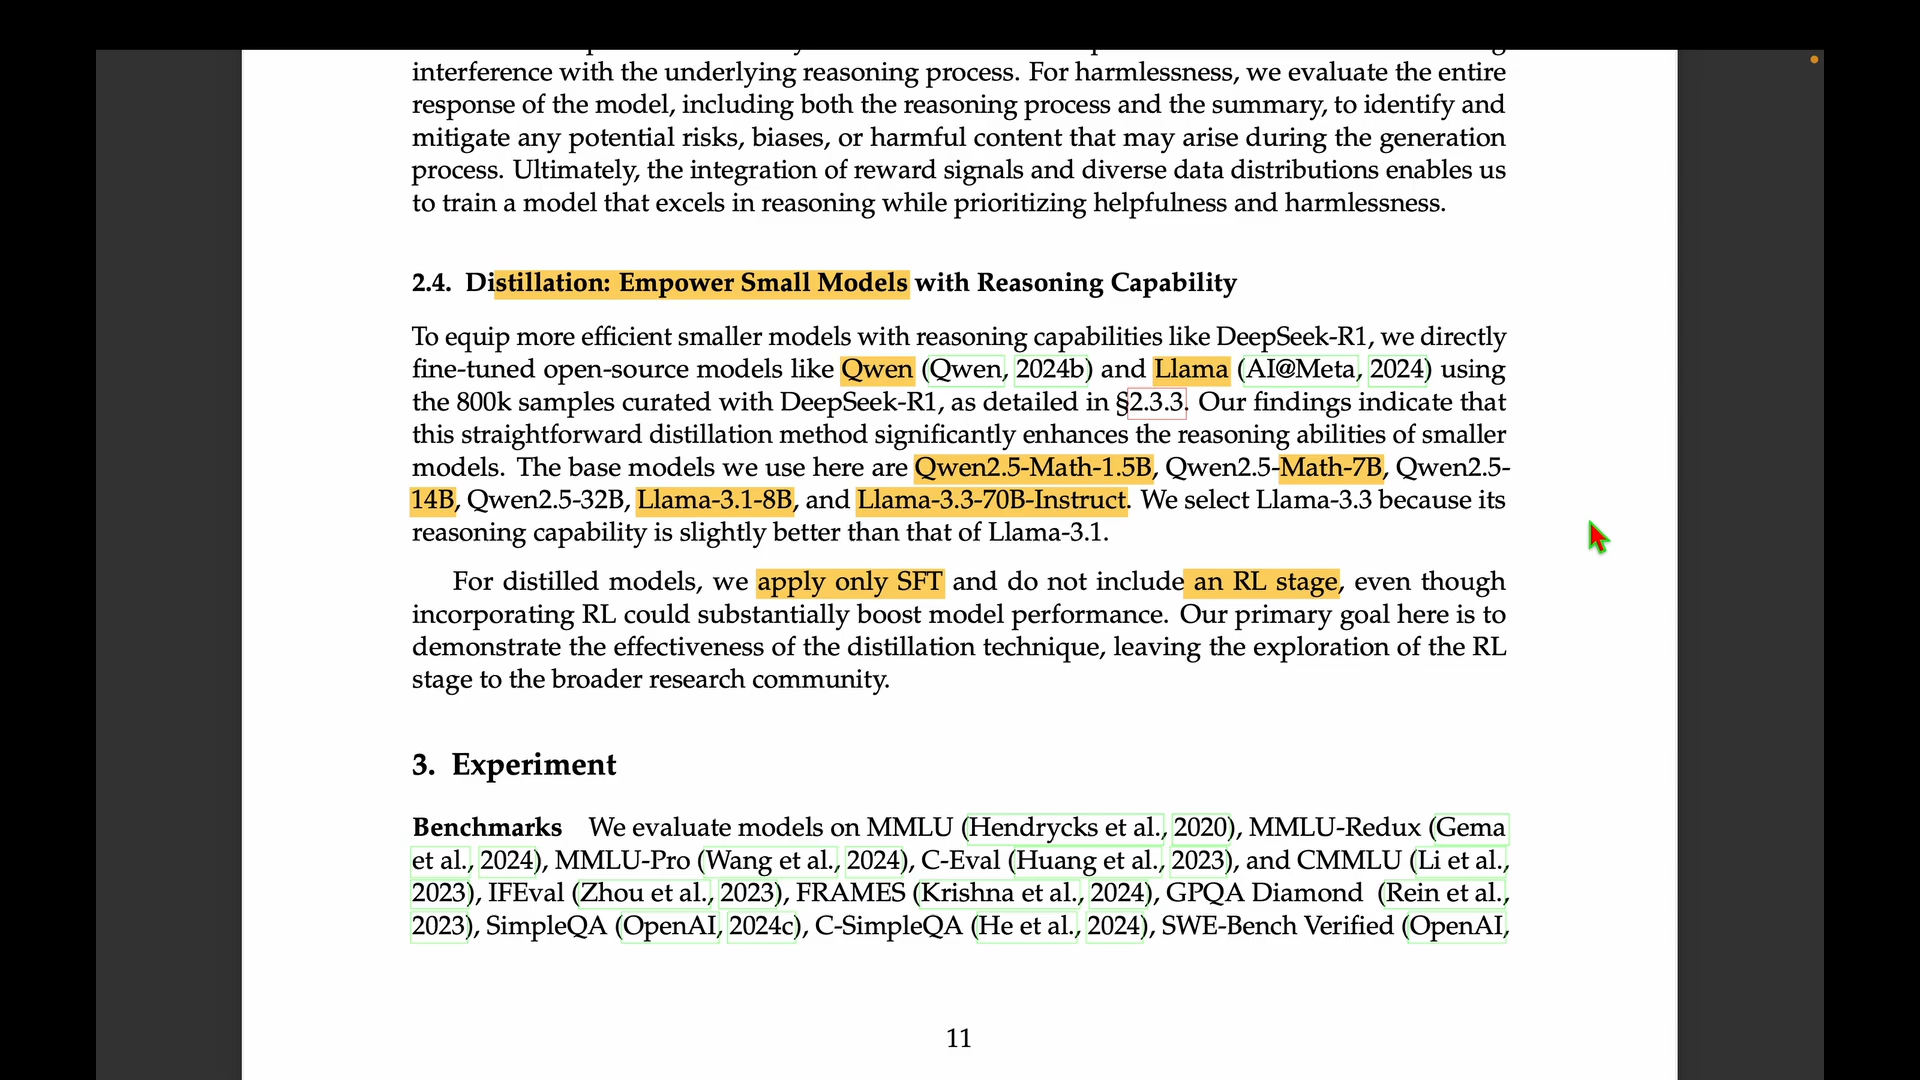 interference with the underlying reasoning process. For harmlessness, we evaluate the entire
response of the model, including both the reasoning process and the summary, to identify and
mitigate any potential risks, biases, or harmful content that may arise during the generation
process. Ultimately, the integration of reward signals and diverse data distributions enables us
to train a model that excels in reasoning while prioritizing helpfulness and harmlessness.
2.4. Distillation: Empower Small Models with Reasoning Capability
To equip more efficient smaller models with reasoning capabilities like DeepSeek-R1, we directly
fine-tuned open-source models like Qwen (Qwen, 2024b) and Llama (AI@Meta, 2024) using
the 800k samples curated with DeepSeek-R1, as detailed in §2.3.3. Our findings indicate that
this straightforward distillation method significantly enhances the reasoning abilities of smaller
models. The base models we use here are Qwen2.5-Math-1.5B, Qwen2.5-Math-7B, Qwen2.5-
14B, Qwen2.5-32B, Llama-3.1-8B, and Llama-3.3-70B-Instruct. We select Llama-3.3 because its
reasoning capability is slightly better than that of Llama-3.1.
For distilled models, we apply only SFT and do not include an RL stage, even though
incorporating RL could substantially boost model performance. Our primary goal here is to
demonstrate the effectiveness of the distillation technique, leaving the exploration of the RL
stage to the broader research community.
3. Experiment
Benchmarks We evaluate models on MMLU (Hendrycks et al., 2020), MMLU-Redux (Gema
et al., 2024), MMLU-Pro (Wang et al., 2024), C-Eval (Huang et al., 2023), and CMMLU (Li et al.,
2023), IFEval (Zhou et al., 2023), FRAMES (Krishna et al., 2024), GPQA Diamond (Rein et al.,
2023), SimpleQA (OpenAI, 2024c), C-SimpleQA (He et al., 2024), SWE-Bench Verified (OpenAI,
11